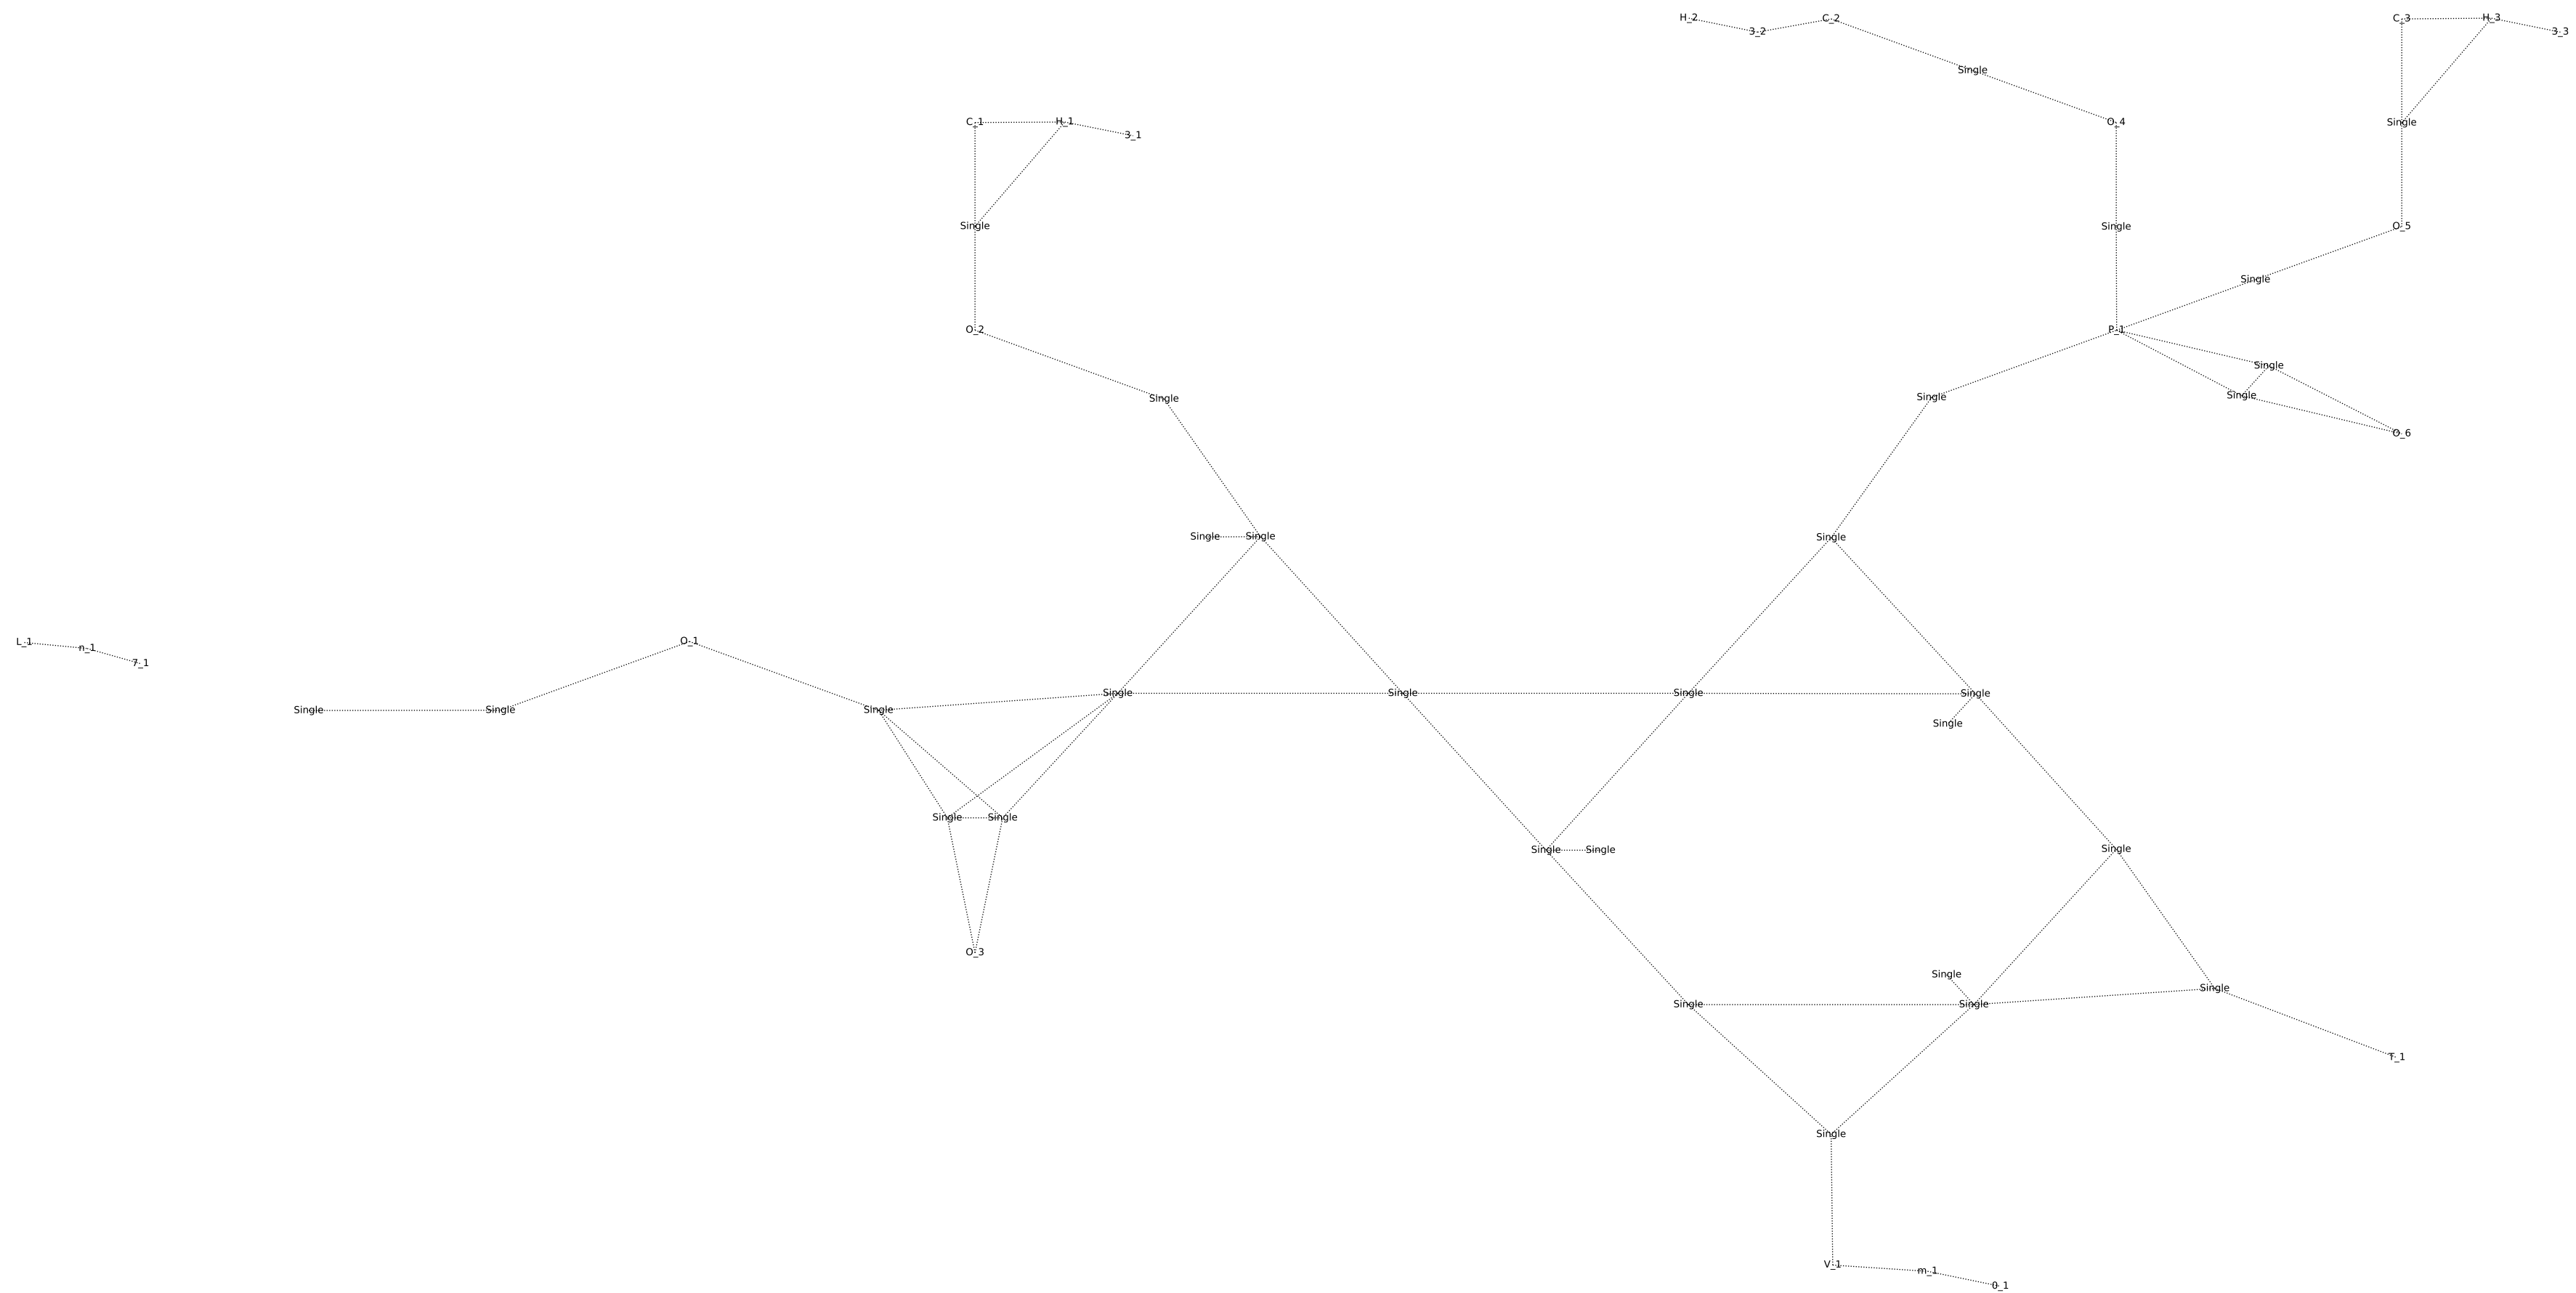 H_2 C_2 C_3 H_3
3_2 3_3
Single
C_1 H_1 O_4 Single
3_1
Single Single O_5
Single
O_2 P_1
Single
Single Single Single
O_6
Single Single Single
L_1 O_1
n_1
7_1
Single Single Single Single
Single Single Single
Single
Single Single
Single Single Single
O_3
Single
Single
Single Single
T_1
Single
V_1
m_1
0_1